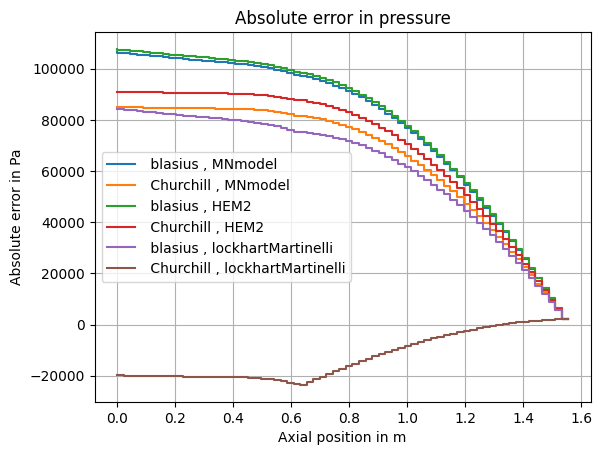 Absolute error in pressure
Absolute error in Pa
100000
80000
60000
40000
20000
0
−20000
blasius , MNmodel
Churchill , MNmodel
blasius , HEM2
Churchill , HEM2
blasius , lockhartMartinelli
Churchill , lockhartMartinelli
0.0 0.2 0.4 0.6 0.8 1.0 1.2 1.4 1.6
Axial position in m